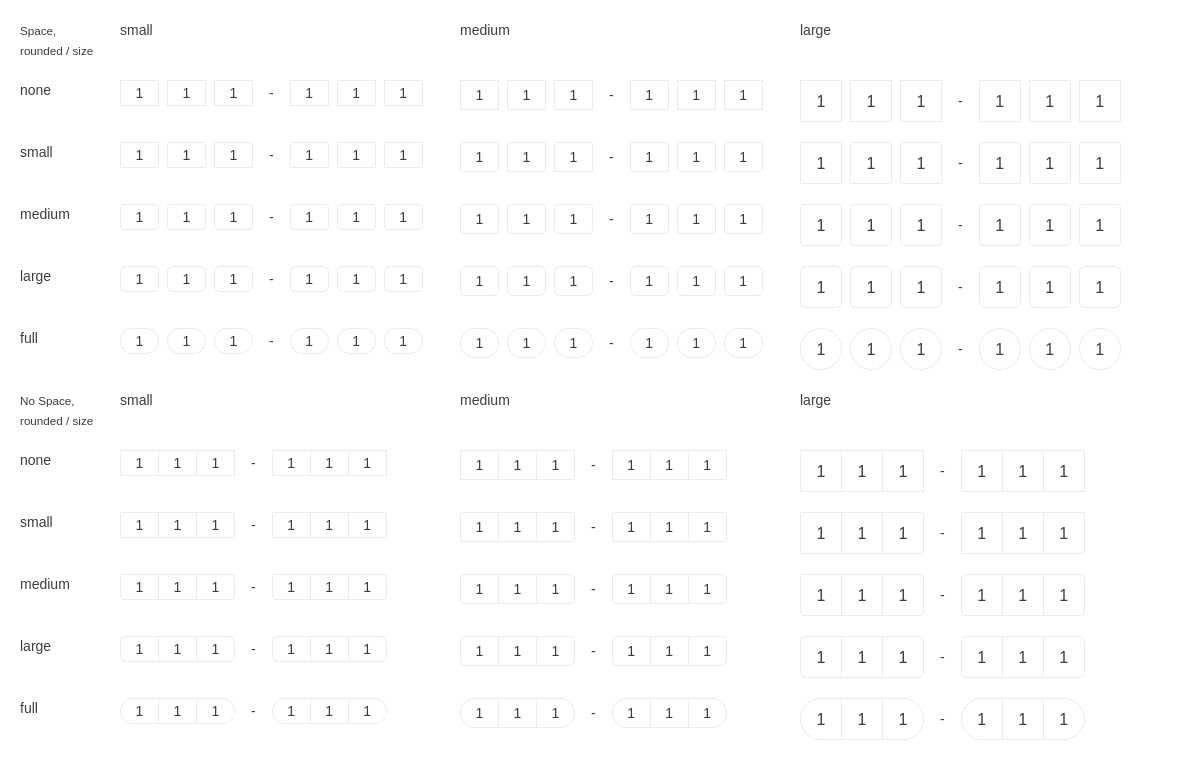 Space, small medium large
rounded / size
none 1 1 1 - 1 1 1 1 1 1 - 1 1 1 1 1 1 - 1 1 1
small 1 1 1 - 1 1 1 1 1 1 - 1 1 1 1 1 1 - 1 1 1
medium 1 1 1 - 1 1 1 1 1 1 - 1 1 1 1 1 1 - 1 1 1
large 1 1 1 - 1 1 1 1 1 1 - 1 1 1 1 1 1 - 1 1 1
full 1 1 1 - 1 1 1 1 1 1 - 1 1 1 1 1 1 - 1 1 1
No Space, small medium large
rounded / size
none 1 1 1 - 1 1 1 1 1 1 - 1 1 1 1 1 1 - 1 1 1
small 1 1 1 - 1 1 1 1 1 1 - 1 1 1 1 1 1 - 1 1 1
medium 1 1 1 - 1 1 1 1 1 1 - 1 1 1 1 1 1 - 1 1 1
large 1 1 1 - 1 1 1 1 1 1 - 1 1 1 1 1 1 - 1 1 1
full 1 1 1 - 1 1 1 1 1 1 - 1 1 1 1 1 1 - 1 1 1